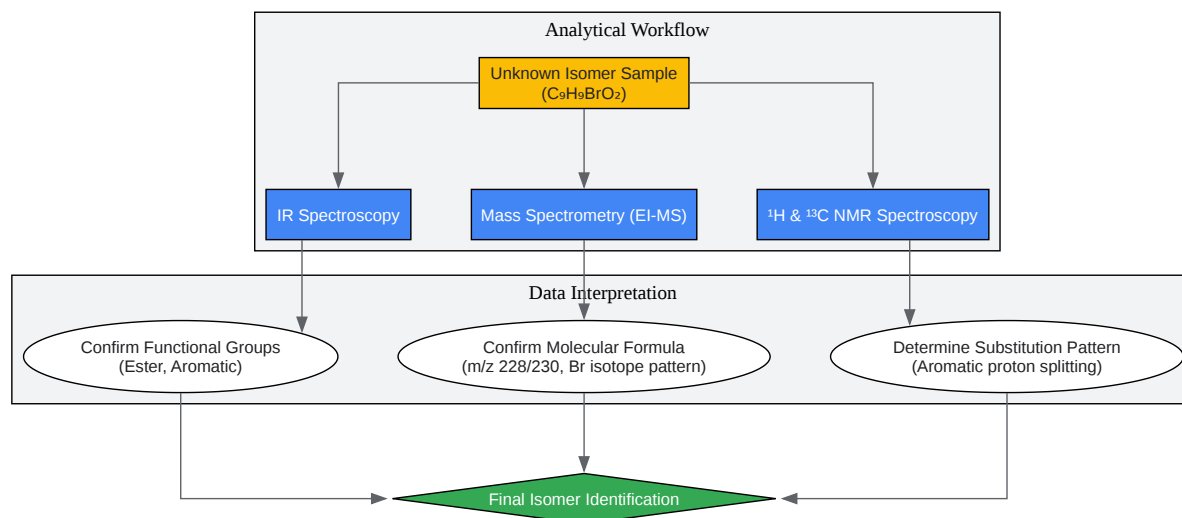 Analytical Workflow
Unknown Isomer Sample
(C₉H₉BrO₂)
IR Spectroscopy
Mass Spectrometry (EI-MS)
¹H & ¹³C NMR Spectroscopy
Data Interpretation
Confirm Functional Groups
(Ester, Aromatic)
Confirm Molecular Formula
(m/z 228/230, Br isotope pattern)
Determine Substitution Pattern
(Aromatic proton splitting)
Final Isomer Identification